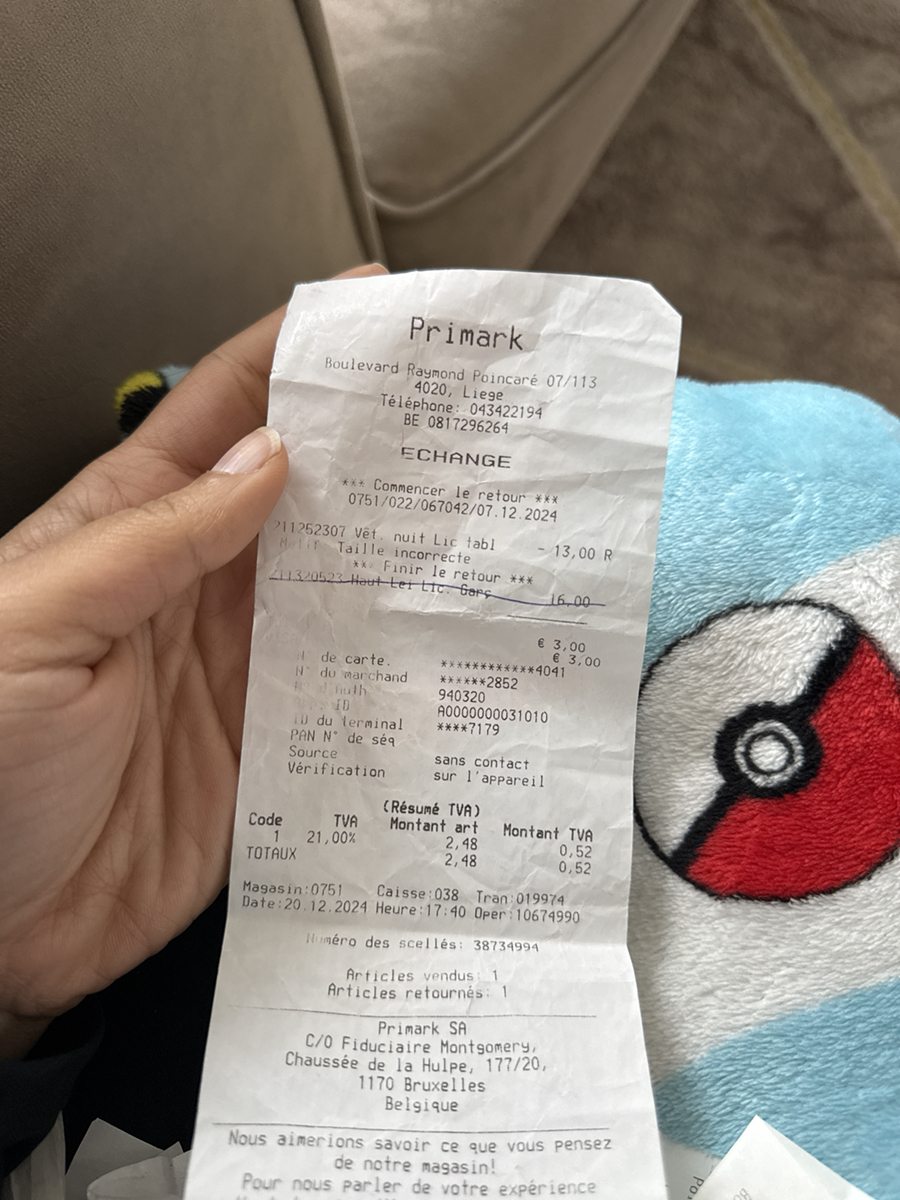 Primark
Boulevard Raymond Poincaré 07/113
4020, Liege
Téléphone: 043422194
BE 0817296264
ECHANGE
*** Commencer le retour ***
0751/022/067042/07.12.2024
211252307 Vêt. nuit Lic tabl - 13,00 R
Motif Taille incorrecte
** Finir le retour ***
211320523 Haut Lei Lic. Garç 16,00
€ 3,00
€ 3,00
N° de carte. ************4041
N° du marchand ******2852
940320
ID A0000000031010
ID du terminal ****7179
PAN N° de séq
Source sans contact
Vérification sur l'appareil
(Résumé TVA)
Code TVA Montant art Montant TVA
1 21,00% 2,48 0,52
TOTAUX 2,48 0,52
Magasin:0751 Caisse:038 Tran:019974
Date:20.12.2024 Heure:17:40 Oper:10674990
Numéro des scellés: 38734994
Articles vendus: 1
Articles retournés: 1
Primark SA
C/O Fiduciaire Montgomery,
Chaussée de la Hulpe, 177/20,
1170 Bruxelles
Belgique
Nous aimerions savoir ce que vous pensez
de notre magasin!
Pour nous parler de votre expérience